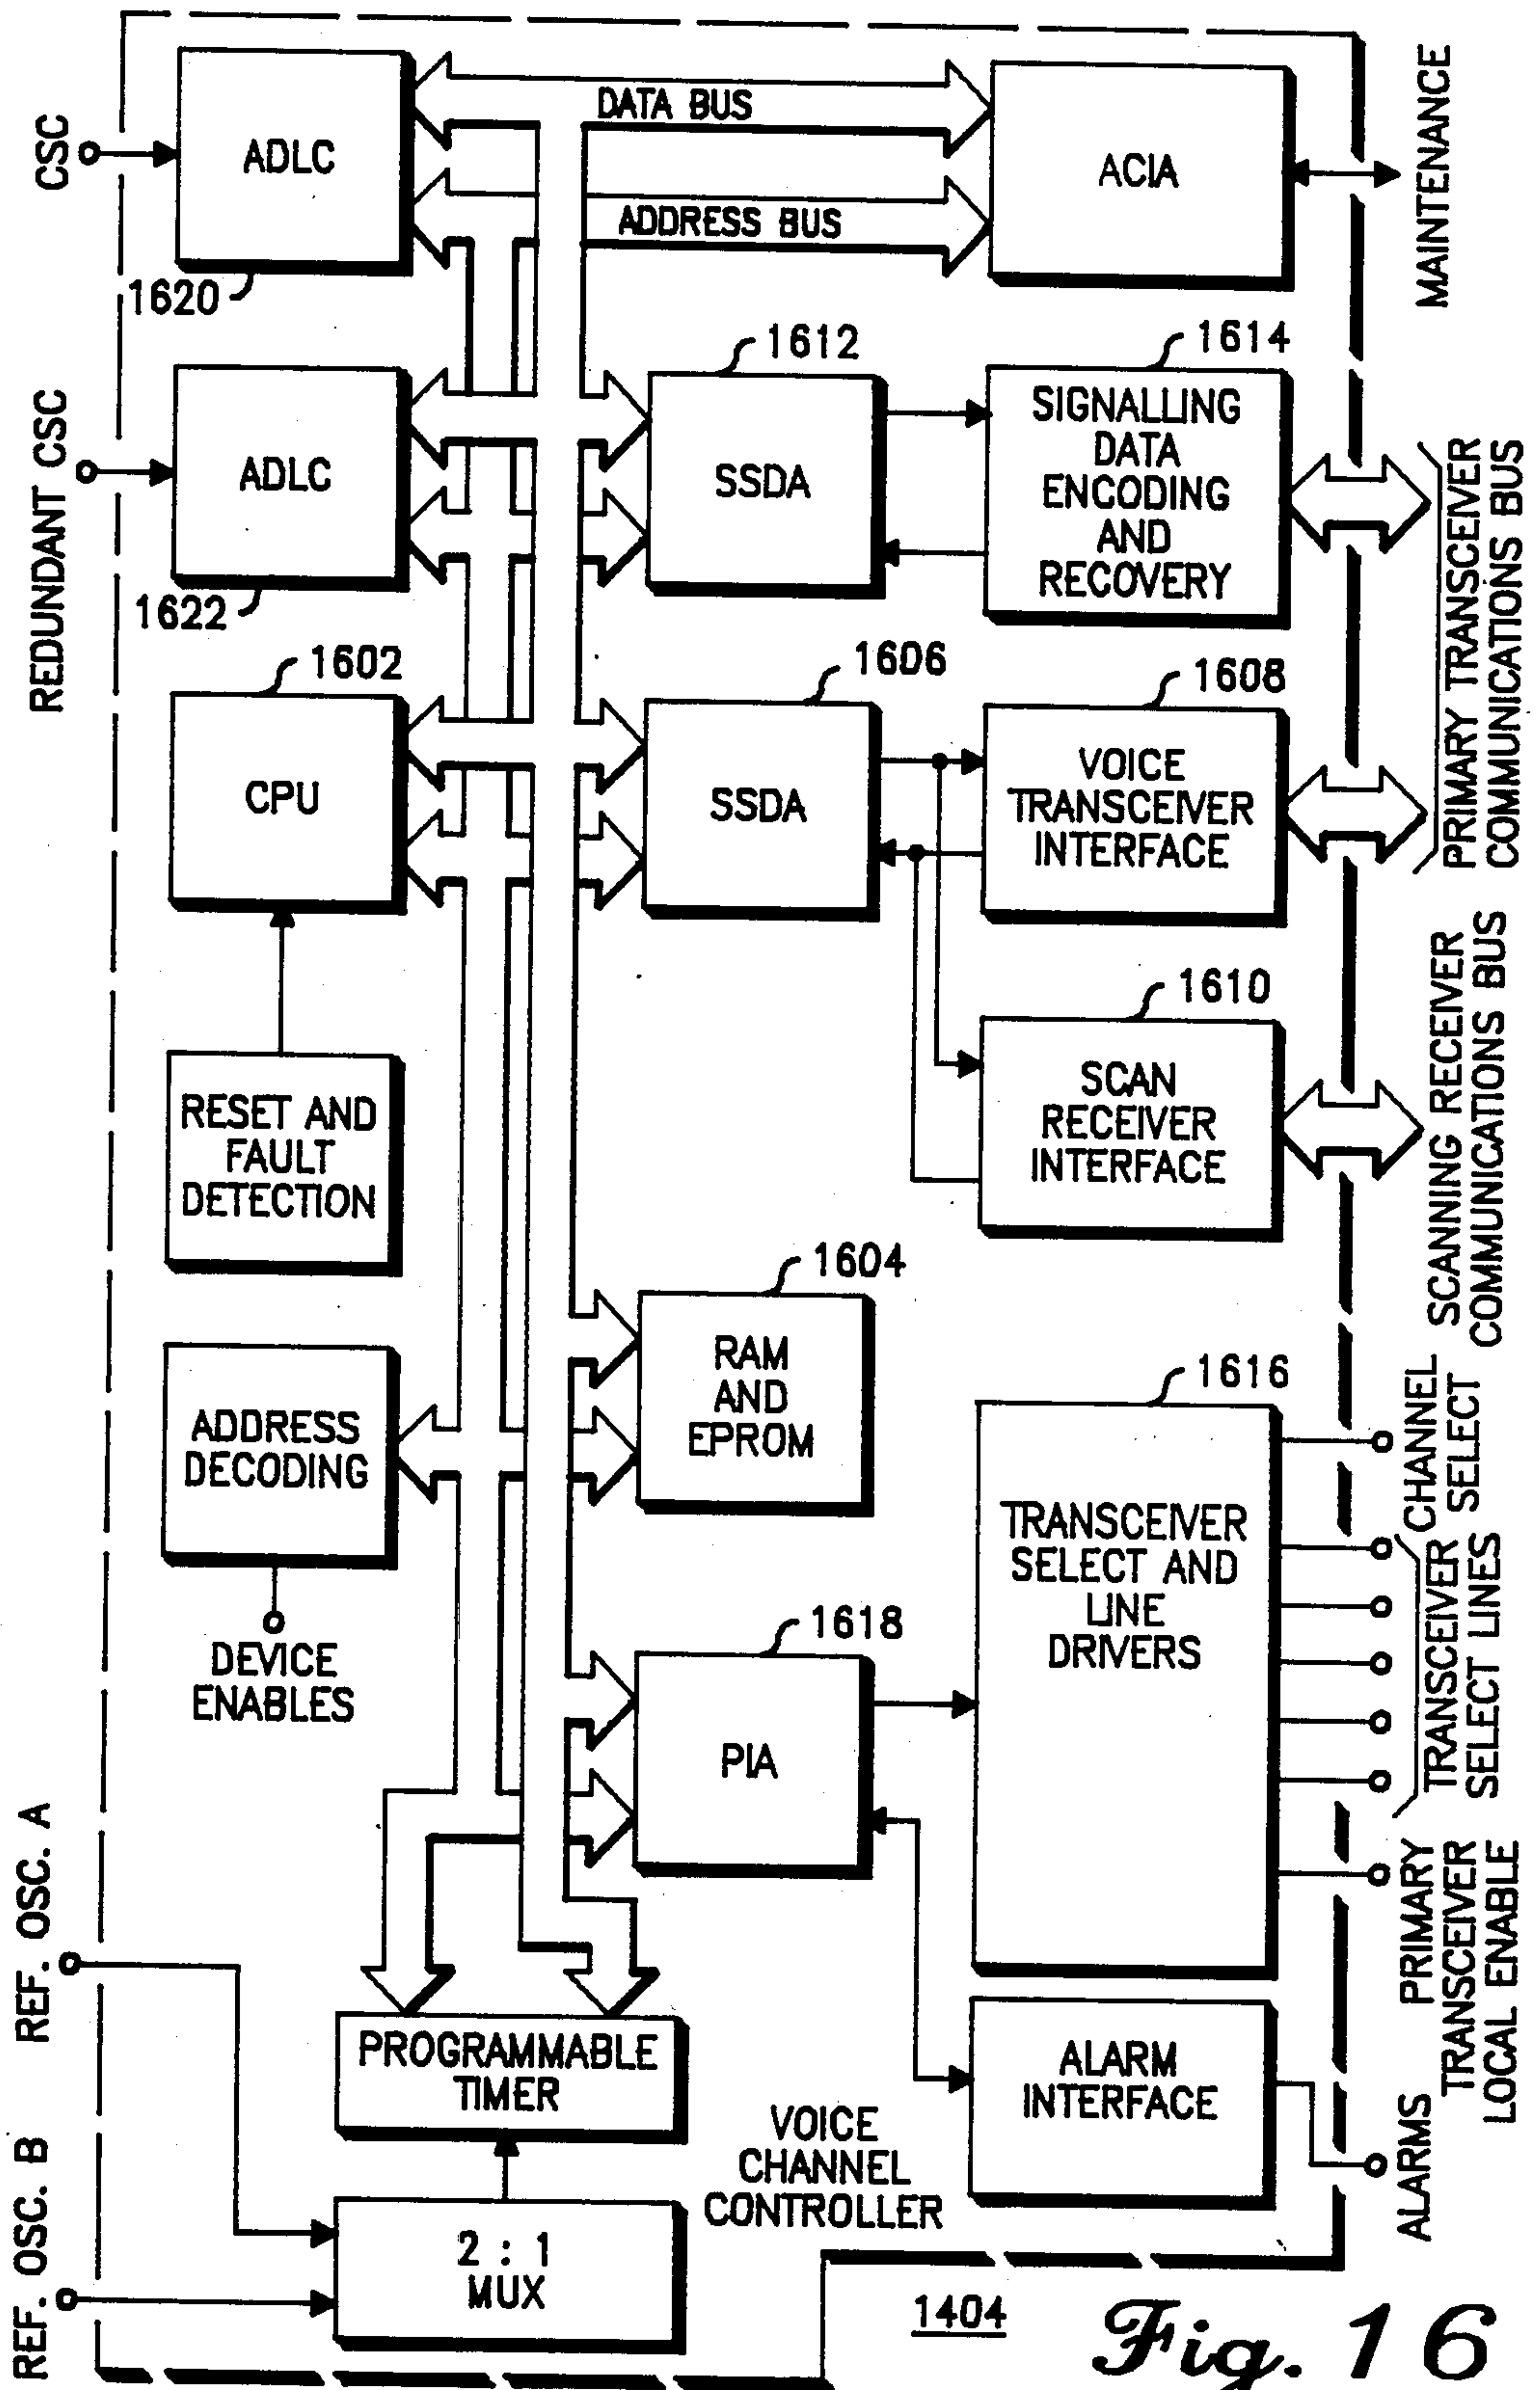 CSC
ADLC
1620
DATA BUS
ADDRESS BUS
ACIA
MAINTENANCE
REDUNDANT CSC
ADLC
1622
1612
SSDA
1614
SIGNALLING
DATA
ENCODING
AND
RECOVERY
PRIMARY TRANSCEIVER
COMMUNICATIONS BUS
1602
CPU
1606
SSDA
1608
VOICE
TRANSCEIVER
INTERFACE
RESET AND
FAULT
DETECTION
1610
SCAN
RECEIVER
INTERFACE
SCANNING RECEIVER
COMMUNICATIONS BUS
ADDRESS
DECODING
DEVICE
ENABLES
1604
RAM
AND
EPROM
1616
TRANSCEIVER
SELECT AND
LINE
DRIVERS
CHANNEL
SELECT
TRANSCEIVER
SELECT LINES
1618
PIA
PRIMARY
TRANSCEIVER
LOCAL ENABLE
REF. OSC. A
REF. OSC. B
PROGRAMMABLE
TIMER
2 : 1
MUX
VOICE
CHANNEL
CONTROLLER
ALARM
INTERFACE
ALARMS
1404
Fig. 16